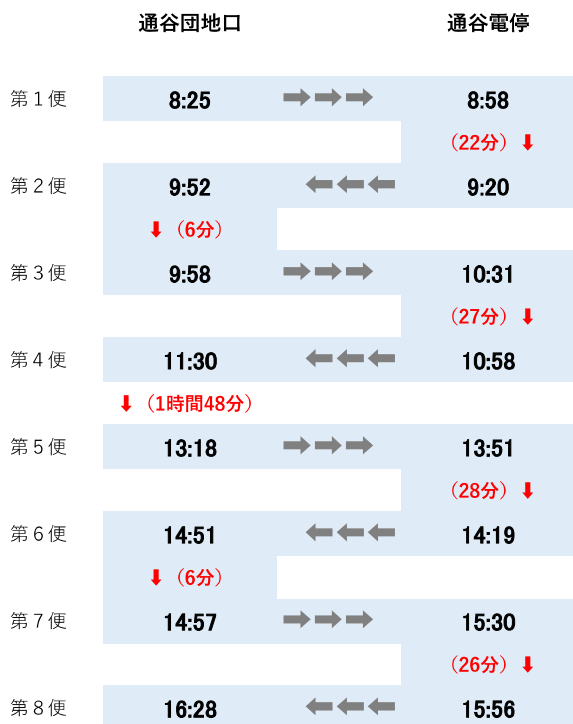 通谷団地口 通谷電停
第1便 8:25 8:58
(22分)
第2便 9:52 9:20
(6分)
第3便 9:58 10:31
(27分)
第4便 11:30 10:58
(1時間48分)
第5便 13:18 13:51
(28分)
第6便 14:51 14:19
(6分)
第7便 14:57 15:30
(26分)
第8便 16:28 15:56